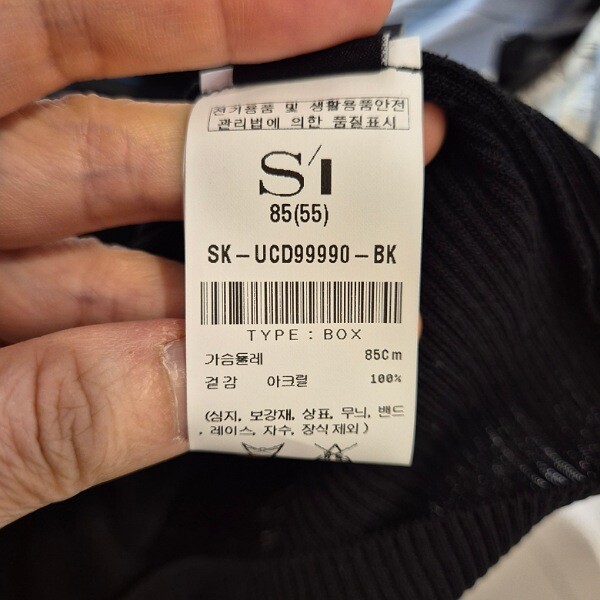 전기용품 및 생활용품안전
관리법에 의한 품질표시
S'I
85(55)
SK-UCD99990-BK
TYPE : BOX
가슴둘레 85Cm
겉감 아크릴 100%
(심지, 보강재, 상표, 무늬, 밴드
, 레이스, 자수, 장식제외)